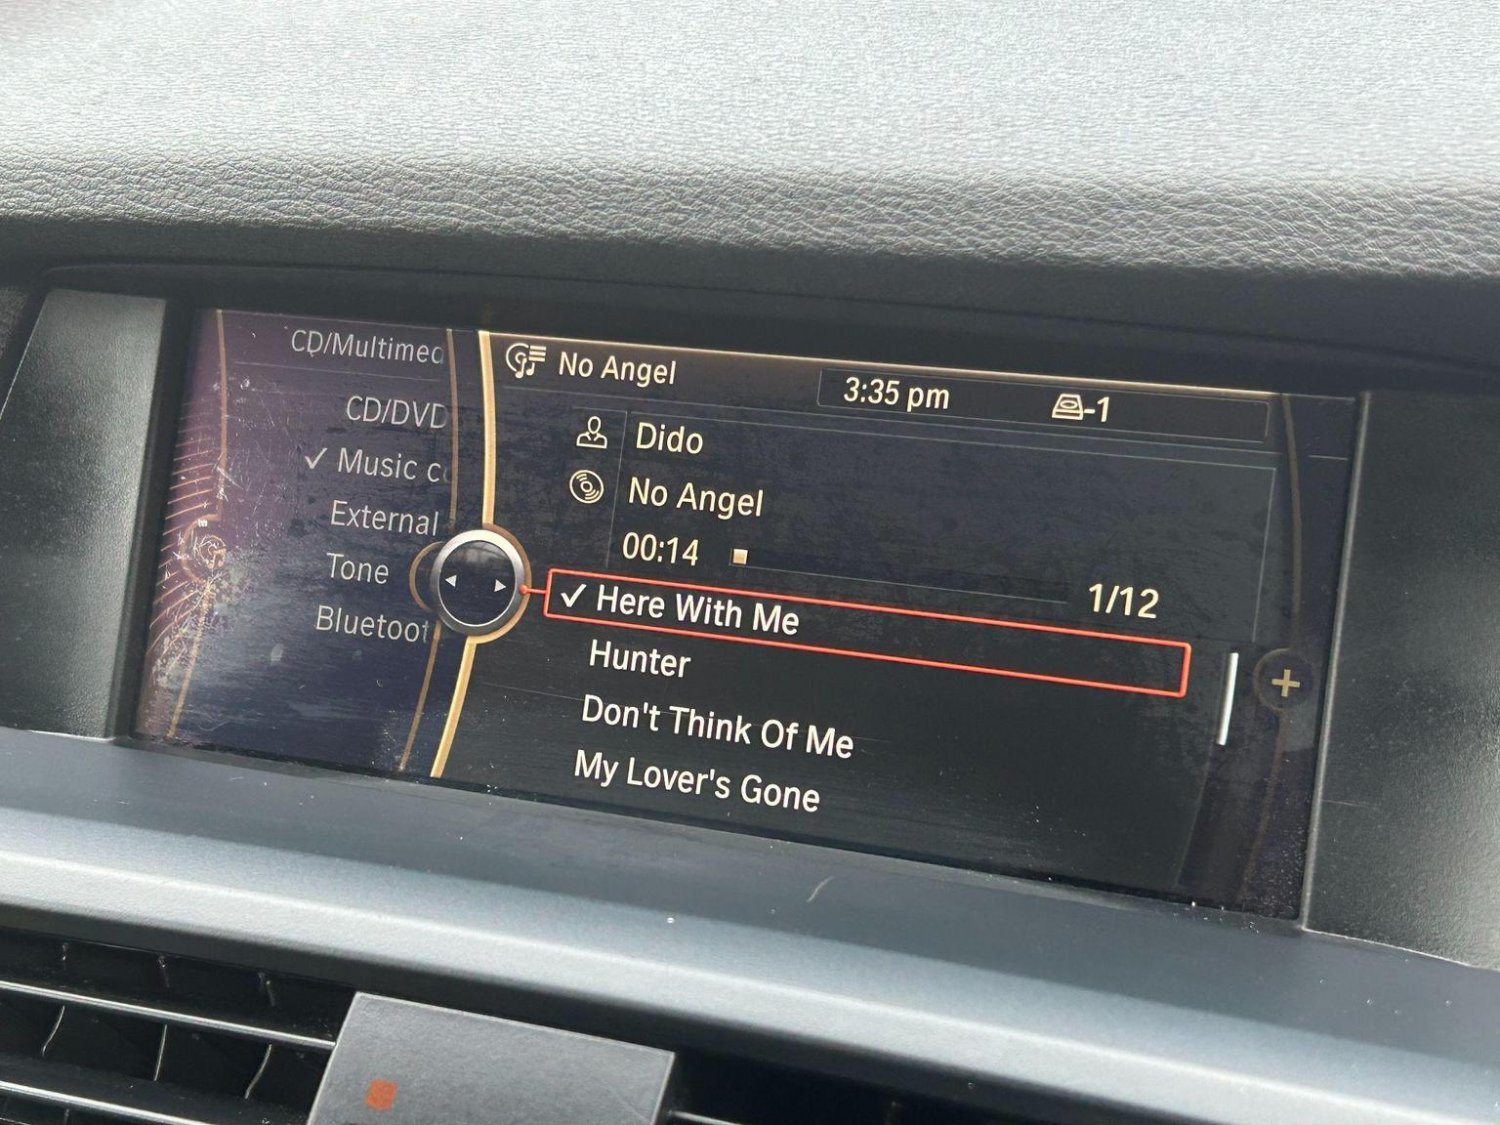 CD/Multimed
CD/DVD
✓ Music c
External
Tone
Bluetoot
No Angel
3:35 pm
-1
Dido
No Angel
00:14
1/12
✓ Here With Me
Hunter
Don't Think Of Me
My Lover's Gone
+